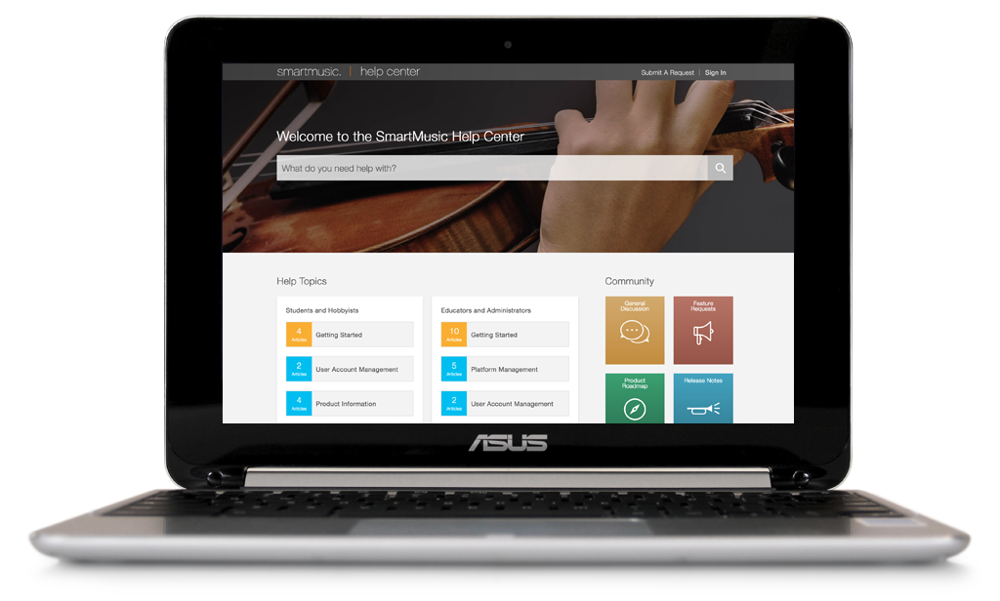 smartmusic. | help center
Submit A Request | Sign In
Welcome to the SmartMusic Help Center
What do you need help with?
Help Topics
Community
Students and Hobbyists
4
Articles
Getting Started
2
Articles
User Account Management
4
Articles
Product Information
Educators and Administrators
10
Articles
Getting Started
5
Articles
Platform Management
2
Articles
User Account Management
General
Discussion
Feature
Requests
Product
Roadmap
Release Notes
ASUS